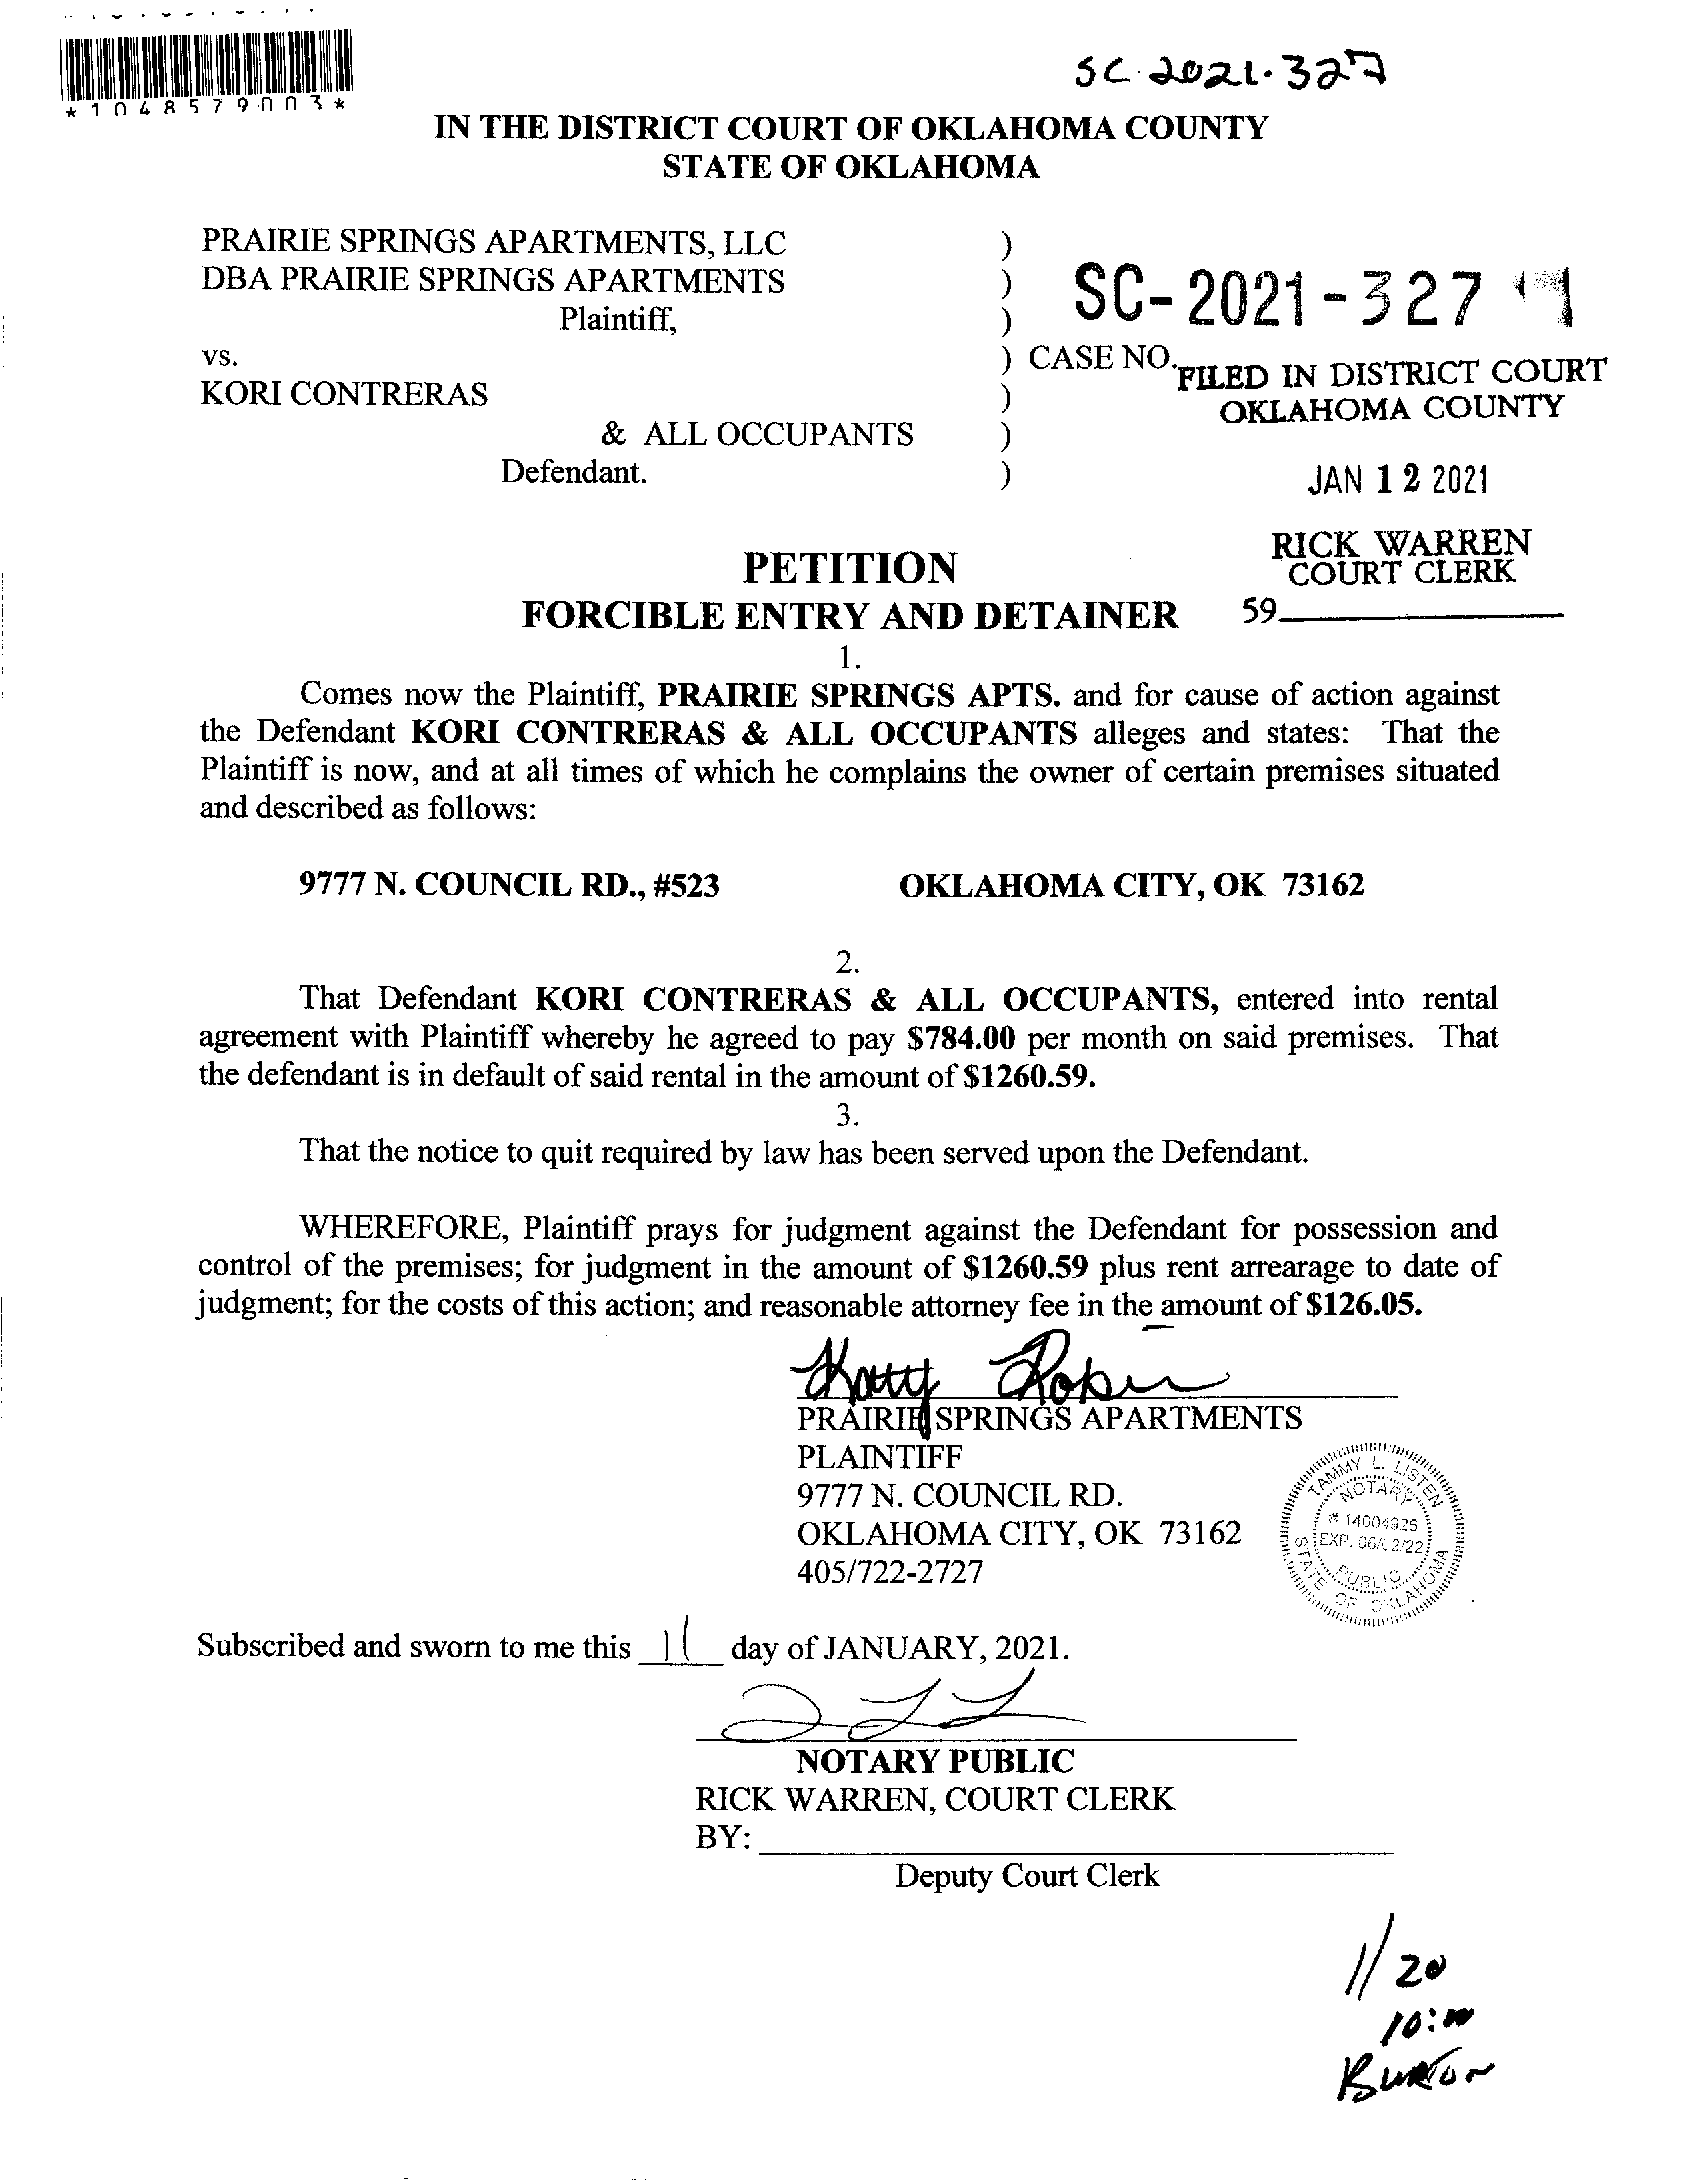 *1048579003*
SC-2021-327
IN THE DISTRICT COURT OF OKLAHOMA COUNTY
STATE OF OKLAHOMA
PRAIRIE SPRINGS APARTMENTS, LLC )
DBA PRAIRIE SPRINGS APARTMENTS )
Plaintiff, )
SC-2021-327
vs. ) CASE NO.
FILED IN DISTRICT COURT
OKLAHOMA COUNTY
KORI CONTRERAS )
& ALL OCCUPANTS )
Defendant. )
JAN 12 2021
RICK WARREN
COURT CLERK
59
PETITION
FORCIBLE ENTRY AND DETAINER
1.
Comes now the Plaintiff, PRAIRIE SPRINGS APTS. and for cause of action against
the Defendant KORI CONTRERAS & ALL OCCUPANTS alleges and states: That the
Plaintiff is now, and at all times of which he complains the owner of certain premises situated
and described as follows:
9777 N. COUNCIL RD., #523 OKLAHOMA CITY, OK 73162
2.
That Defendant KORI CONTRERAS & ALL OCCUPANTS, entered into rental
agreement with Plaintiff whereby he agreed to pay $784.00 per month on said premises. That
the defendant is in default of said rental in the amount of $1260.59.
3.
That the notice to quit required by law has been served upon the Defendant.
WHEREFORE, Plaintiff prays for judgment against the Defendant for possession and
control of the premises; for judgment in the amount of $1260.59 plus rent arrearage to date of
judgment; for the costs of this action; and reasonable attorney fee in the amount of $126.05.
PRAIRIE SPRINGS APARTMENTS
PLAINTIFF
9777 N. COUNCIL RD.
OKLAHOMA CITY, OK 73162
405/722-2727
TAMMY L. LISTEN
NOTARY
# 14004925
EXP.
PUBLIC
STATE OF OKLAHOMA
Subscribed and sworn to me this 11 day of JANUARY, 2021.
NOTARY PUBLIC
RICK WARREN, COURT CLERK
BY:
Deputy Court Clerk
1/20
10:00
Burton